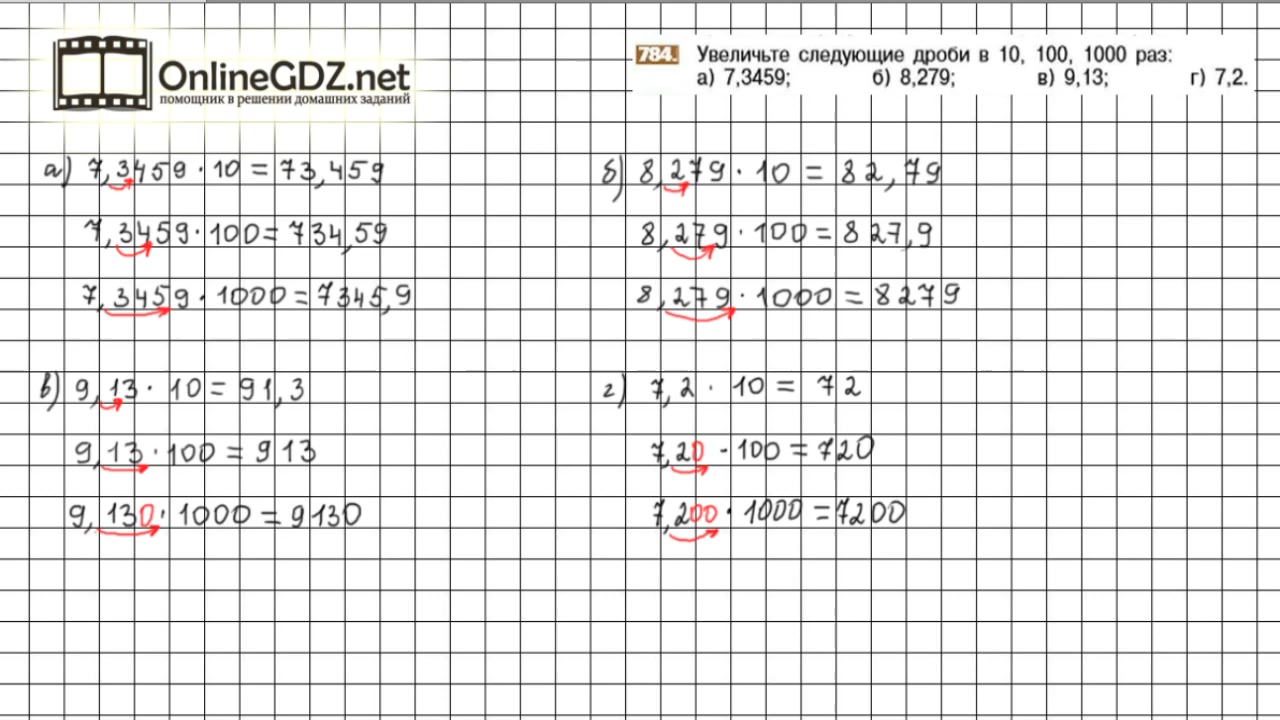 OnlineGDZ.net
помощник в решении домашних заданий
784. Увеличьте следующие дроби в 10, 100, 1000 раз:
а) 7,3459; б) 8,279; в) 9,13; г) 7,2.
а) 7,3459 · 10 = 73,459
7,3459 · 100 = 734,59
7,3459 · 1000 = 7345,9
б) 8,279 · 10 = 82,79
8,279 · 100 = 827,9
8,279 · 1000 = 8279
в) 9,13 · 10 = 91,3
9,13 · 100 = 913
9,130 · 1000 = 9130
г) 7,2 · 10 = 72
7,20 · 100 = 720
7,200 · 1000 = 7200